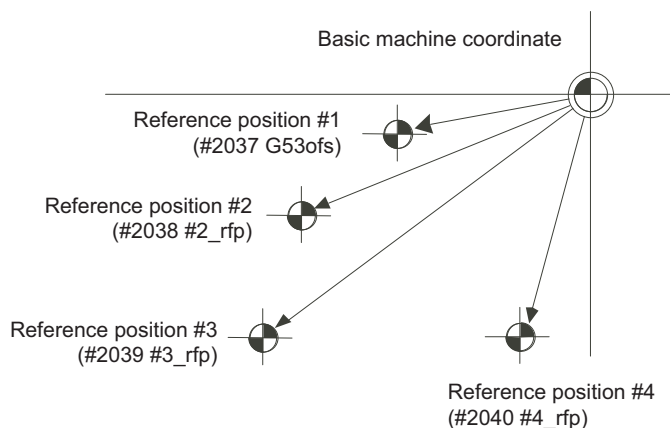 Basic machine coordinate
Reference position #1
(#2037 G53ofs)
Reference position #2
(#2038 #2_rfp)
Reference position #3
(#2039 #3_rfp)
Reference position #4
(#2040 #4_rfp)